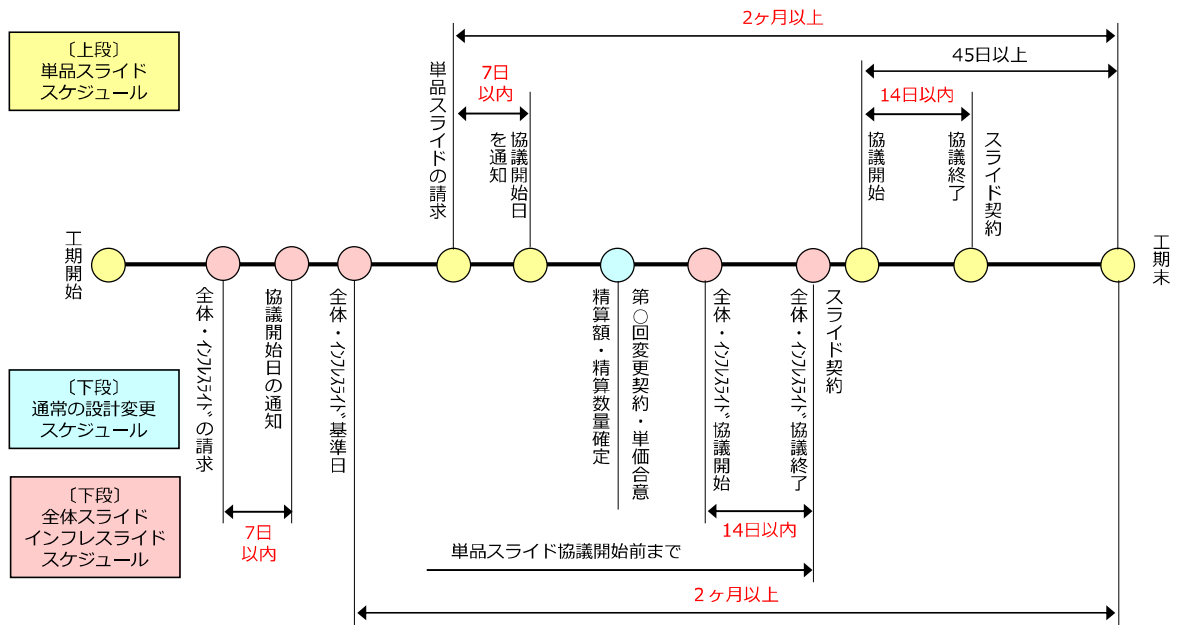 2ヶ月以上
〔上段〕
単品スライド
スケジュール
45日以上
7日
以内
14日以内
単品スライドの請求
協議開始日
を通知
協議開始
協議終了
スライド契約
工期開始
工期末
全体・インフレスライドの請求
協議開始日の通知
全体・インフレスライド基準日
第○回変更契約・単価合意
精算額・精算数量確定
全体・インフレスライド協議開始
スライド契約
全体・インフレスライド協議終了
〔下段〕
通常の設計変更
スケジュール
〔下段〕
全体スライド
インフレスライド
スケジュール
7日
以内
14日以内
単品スライド協議開始前まで
2ヶ月以上